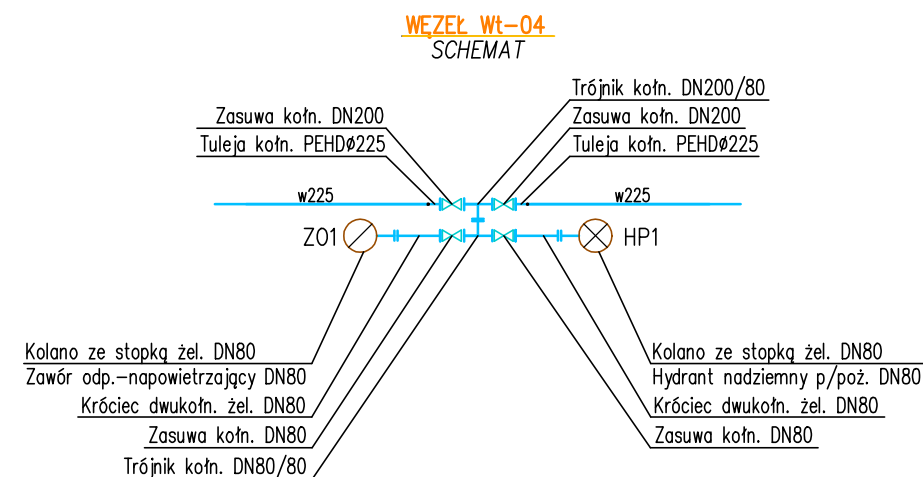 WĘZEŁ Wt-04
SCHEMAT
Trójnik kołn. DN200/80
Zasuwa kołn. DN200
Zasuwa kołn. DN200
Tuleja kołn. PEHDø225
Tuleja kołn. PEHDø225
w225
w225
ZO1
HP1
Kolano ze stopką żel. DN80
Kolano ze stopką żel. DN80
Zawór odp.-napowietrzający DN80
Hydrant nadziemny p/poż. DN80
Króciec dwukołn. żel. DN80
Króciec dwukołn. żel. DN80
Zasuwa kołn. DN80
Zasuwa kołn. DN80
Trójnik kołn. DN80/80